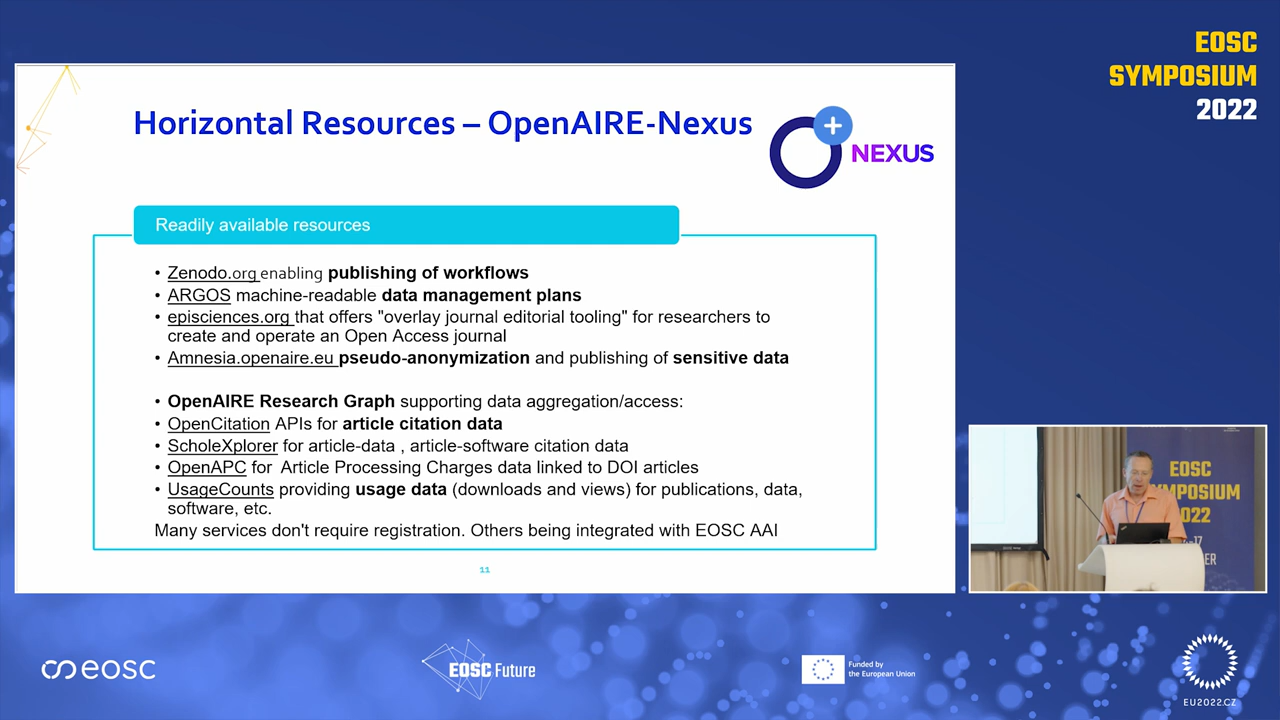 EOSC
SYMPOSIUM
2022
Horizontal Resources – OpenAIRE-Nexus
NEXUS
Readily available resources
• Zenodo.org enabling publishing of workflows
• ARGOS machine-readable data management plans
• episciences.org that offers "overlay journal editorial tooling" for researchers to
create and operate an Open Access journal
• Amnesia.openaire.eu pseudo-anonymization and publishing of sensitive data
• OpenAIRE Research Graph supporting data aggregation/access:
• OpenCitation APIs for article citation data
• ScholeXplorer for article-data , article-software citation data
• OpenAPC for Article Processing Charges data linked to DOI articles
• UsageCounts providing usage data (downloads and views) for publications, data,
software, etc.
Many services don't require registration. Others being integrated with EOSC AAI
11
EOSC
MPOSIUM
022
-17
ER
eosc
EOSC Future
Funded by
the European Union
EU2022.CZ